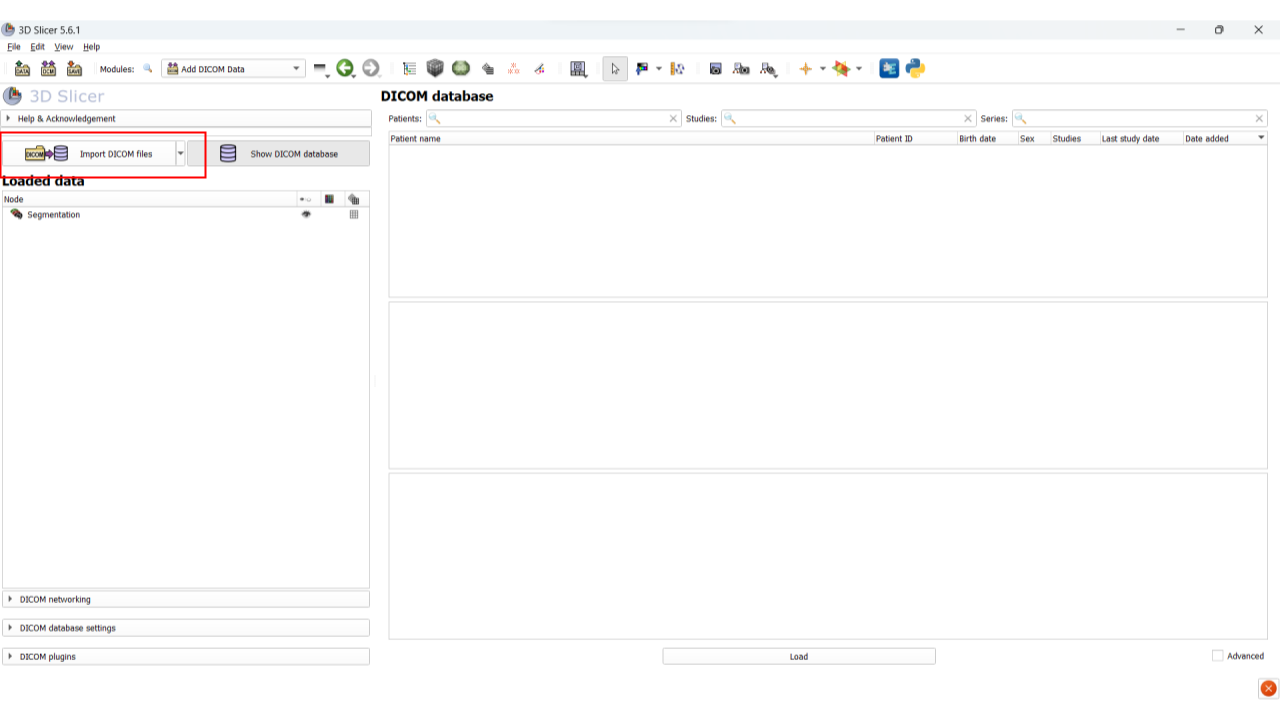 3D Slicer 5.6.1
File Edit View Help
DATA DCM SAVE Modules: Add DICOM Data
3D Slicer
DICOM database
Help & Acknowledgement
Patients: Studies: Series:
DICOM Import DICOM files Show DICOM database
Patient name Patient ID Birth date Sex Studies Last study date Date added
Loaded data
Node
Segmentation
DICOM networking
DICOM database settings
DICOM plugins
Load
Advanced